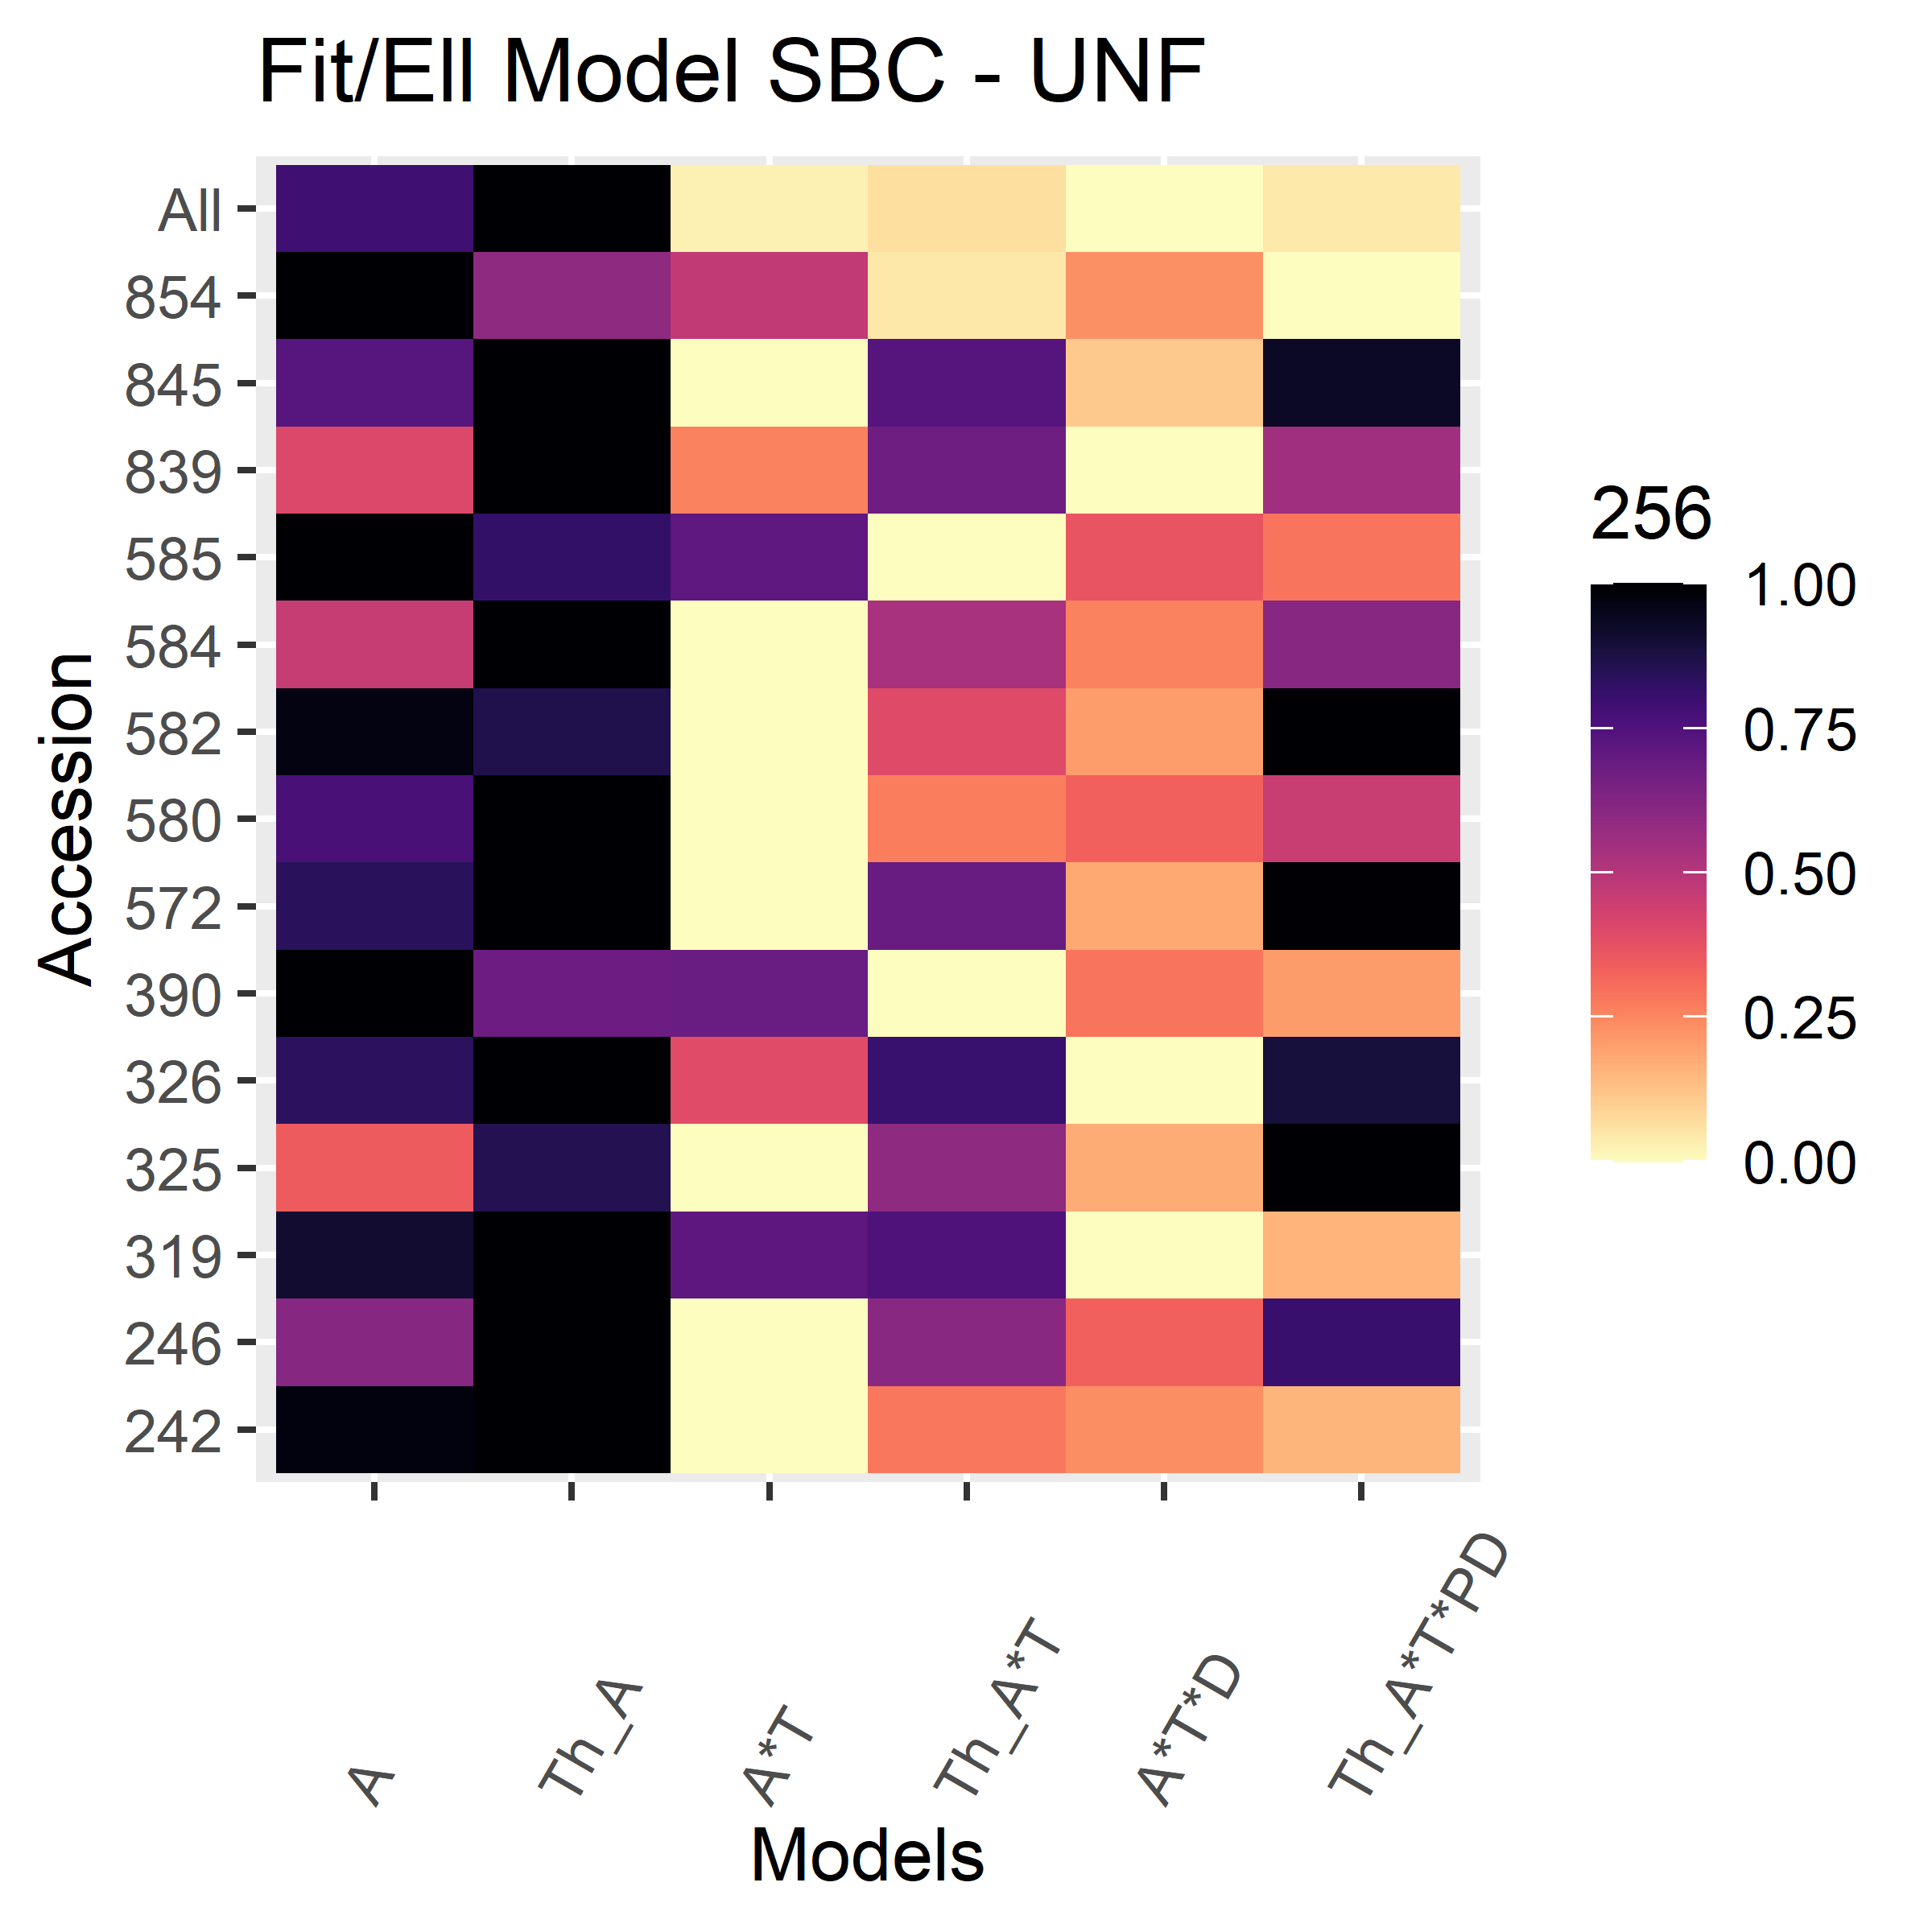 Fit/Ell Model SBC - UNF
All
854
845
839
585
584
582
580
572
390
326
325
319
246
242
Accession
A
Th_A
A*T
Th_A*T
A*T*D
Th_A*T*PD
Models
256
1.00
0.75
0.50
0.25
0.00